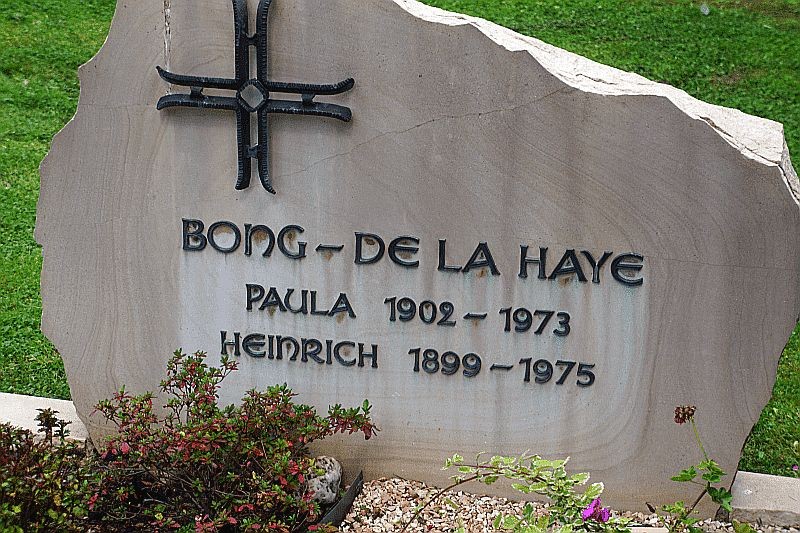 BONG - DE LA HAYE
PAULA 1902 - 1973
HEINRICH 1899 - 1975